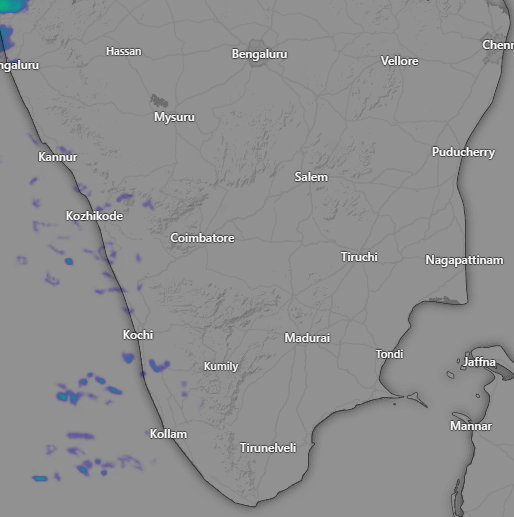 Hassan
Bengaluru
Chenn
Vellore
ngaluru
Mysuru
Kannur
Puducherry
Salem
Kozhikode
Coimbatore
Tiruchi
Nagapattinam
Kochi
Madurai
Tondi
Kumily
Jaffna
Kollam
Mannar
Tirunelveli